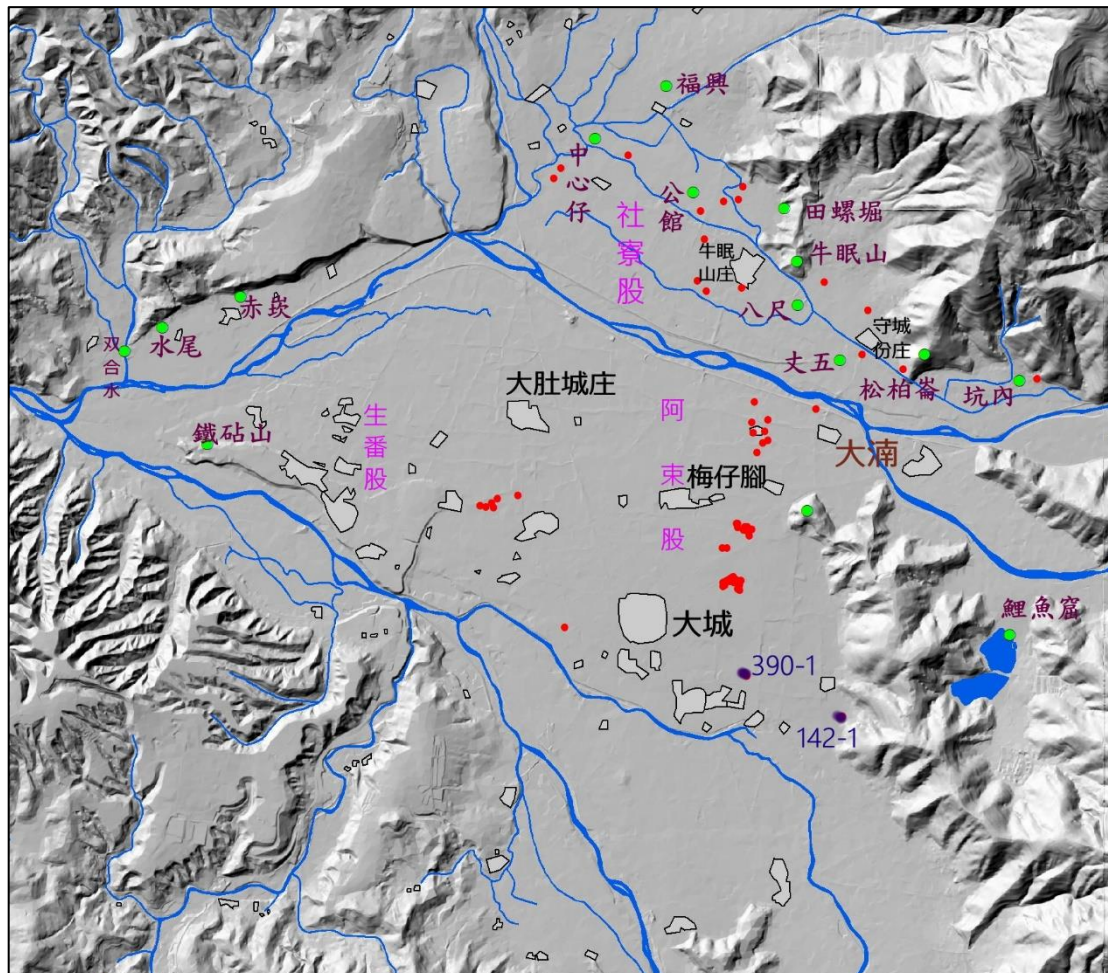 福興
中心仔
公館
社寮股
田螺堀
牛眠山
牛眠
山庄
八尺
赤崁
水尾
双合水
守城
份庄
丈五
松柏崙
坑內
大肚城庄
阿東股
生番股
鐵砧山
大湳
梅仔腳
大城
鯉魚窟
390-1
142-1